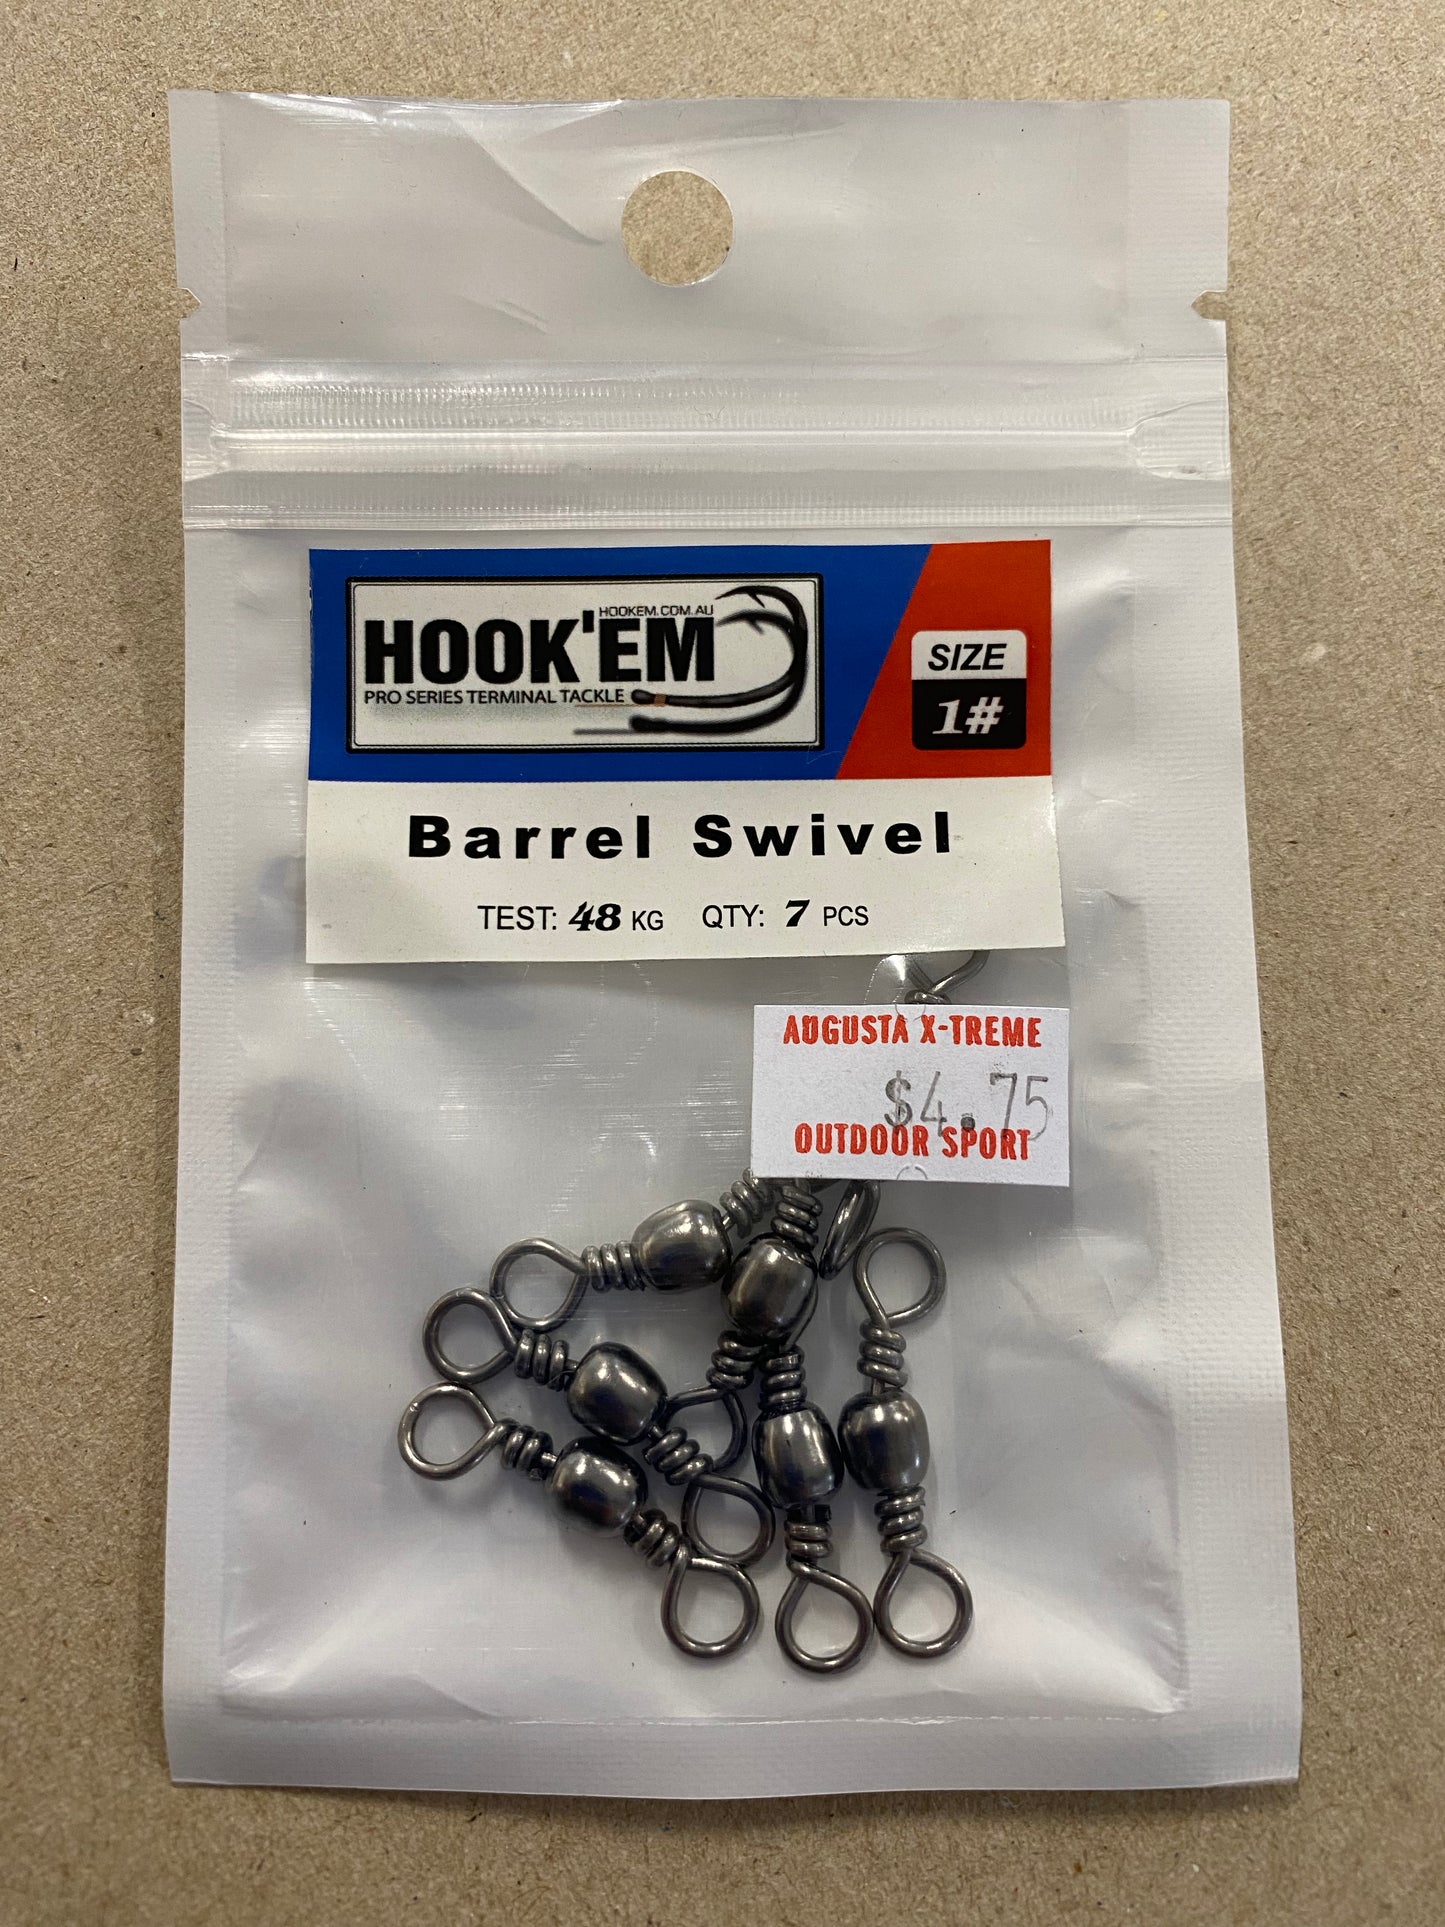 HOOKEM.COM.AU
HOOK'EM
PRO SERIES TERMINAL TACKLE
SIZE
1#
Barrel Swivel
TEST: 48 KG QTY: 7 PCS
AUGUSTA X-TREME
$4.75
OUTDOOR SPORT